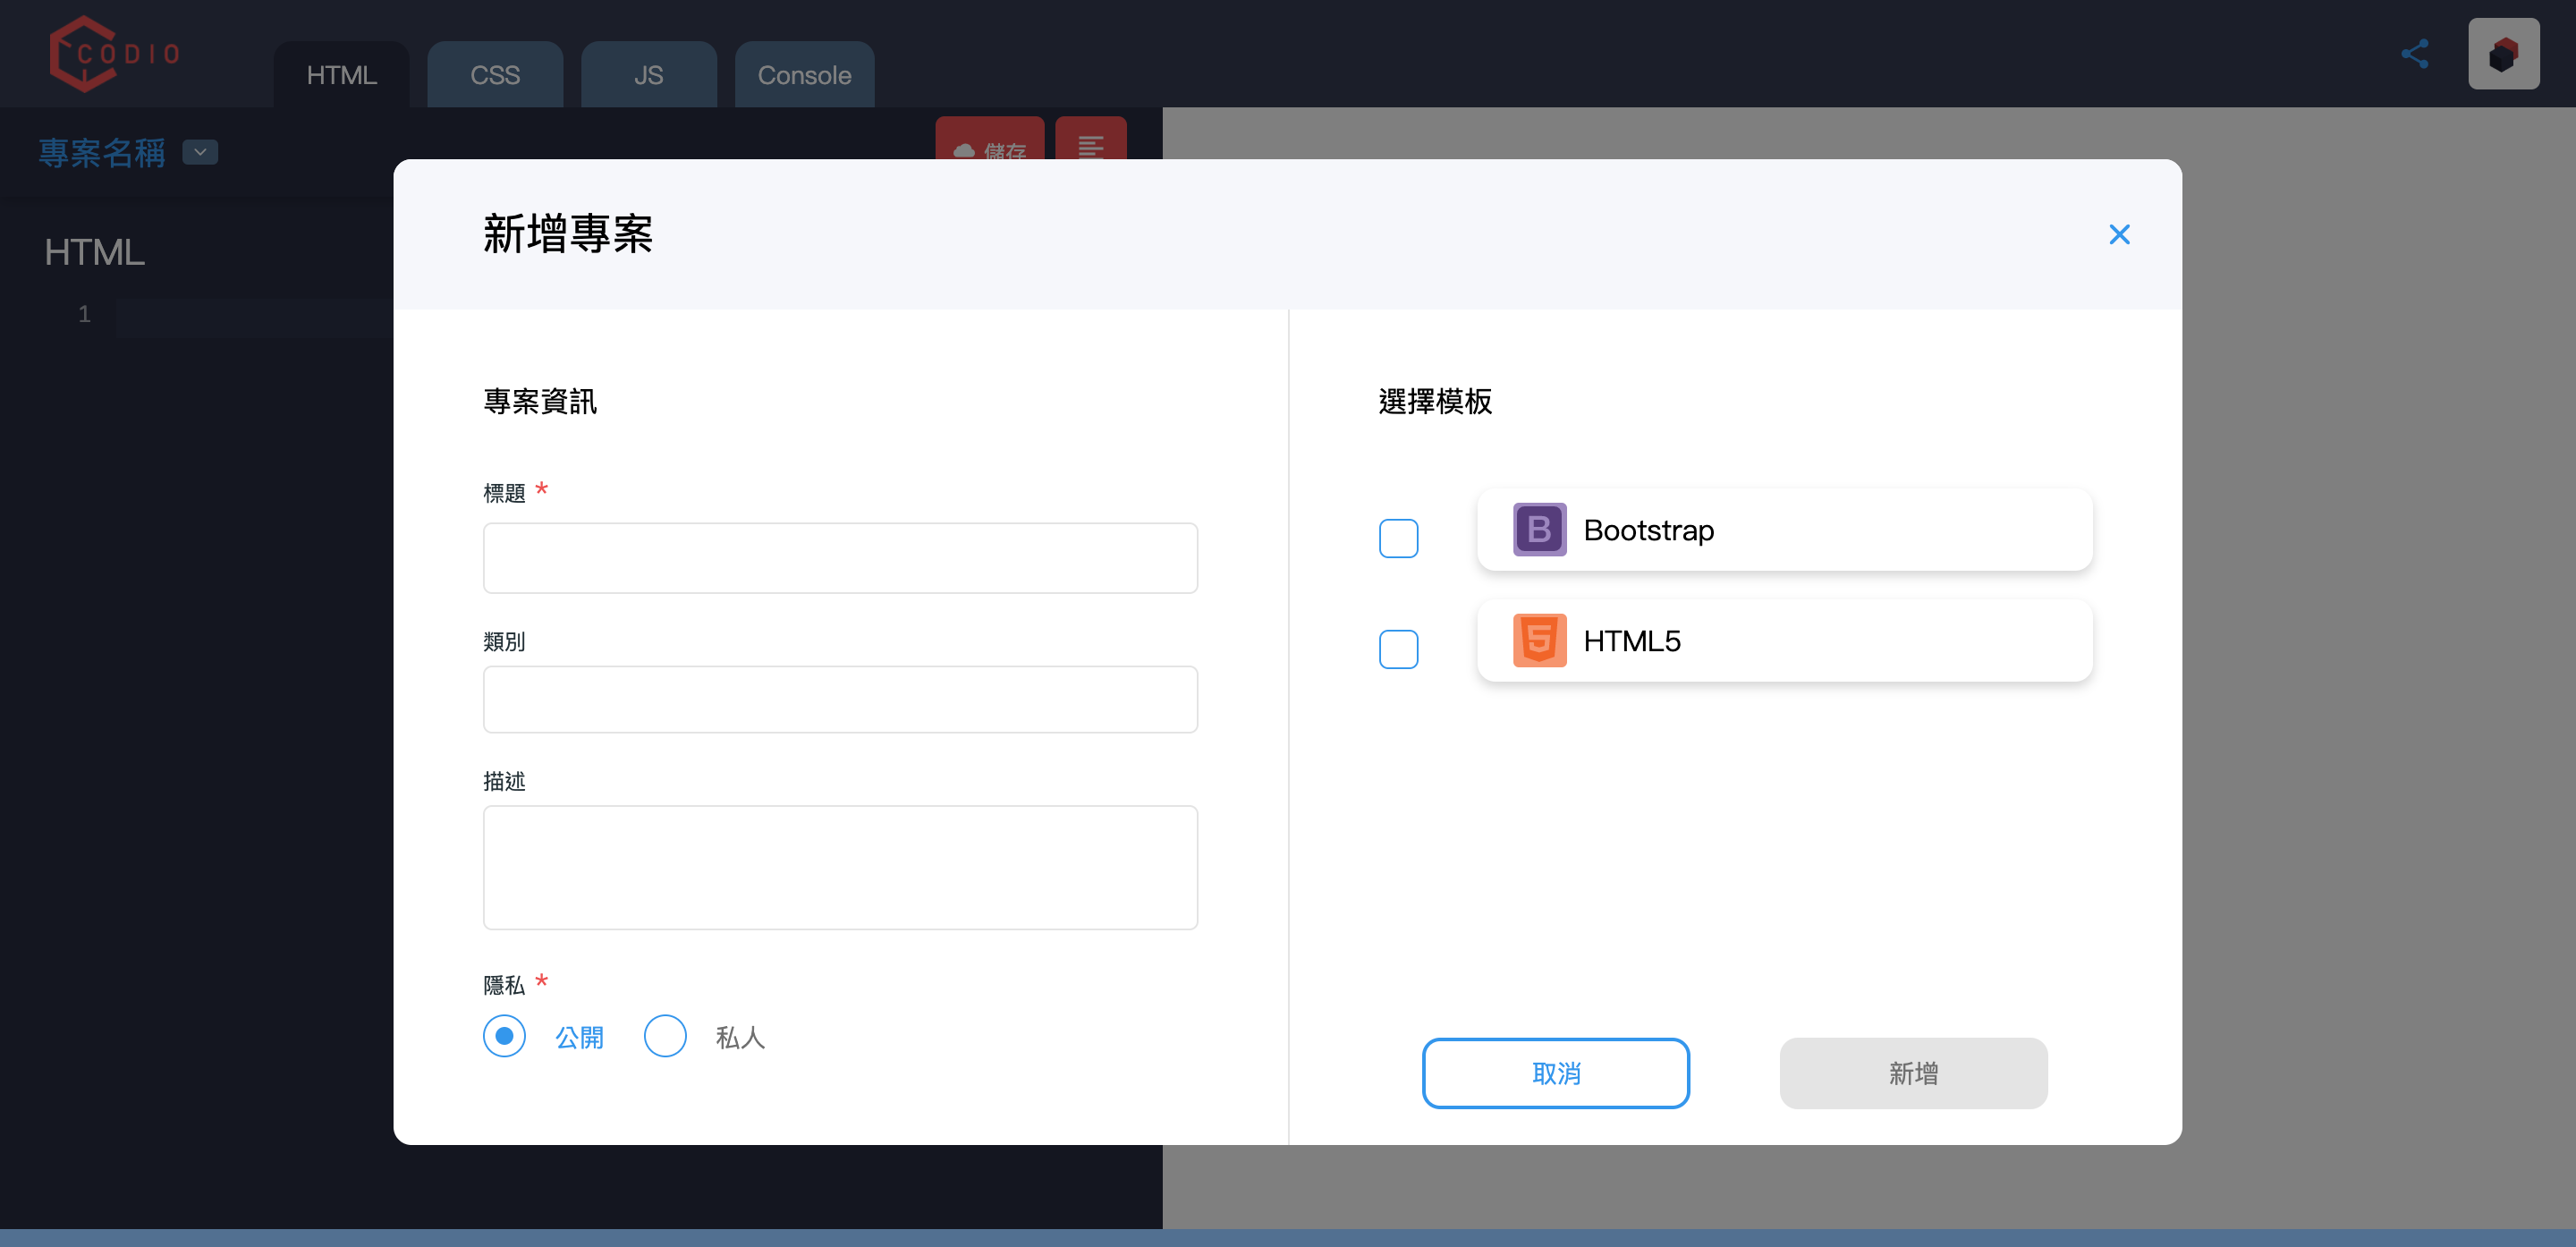 CODIO
HTML
CSS
JS
Console
專案名稱
儲存
HTML
1
新增專案
專案資訊
標題 *
類別
描述
隱私 *
公開
私人
選擇模板
B Bootstrap
5 HTML5
取消
新增